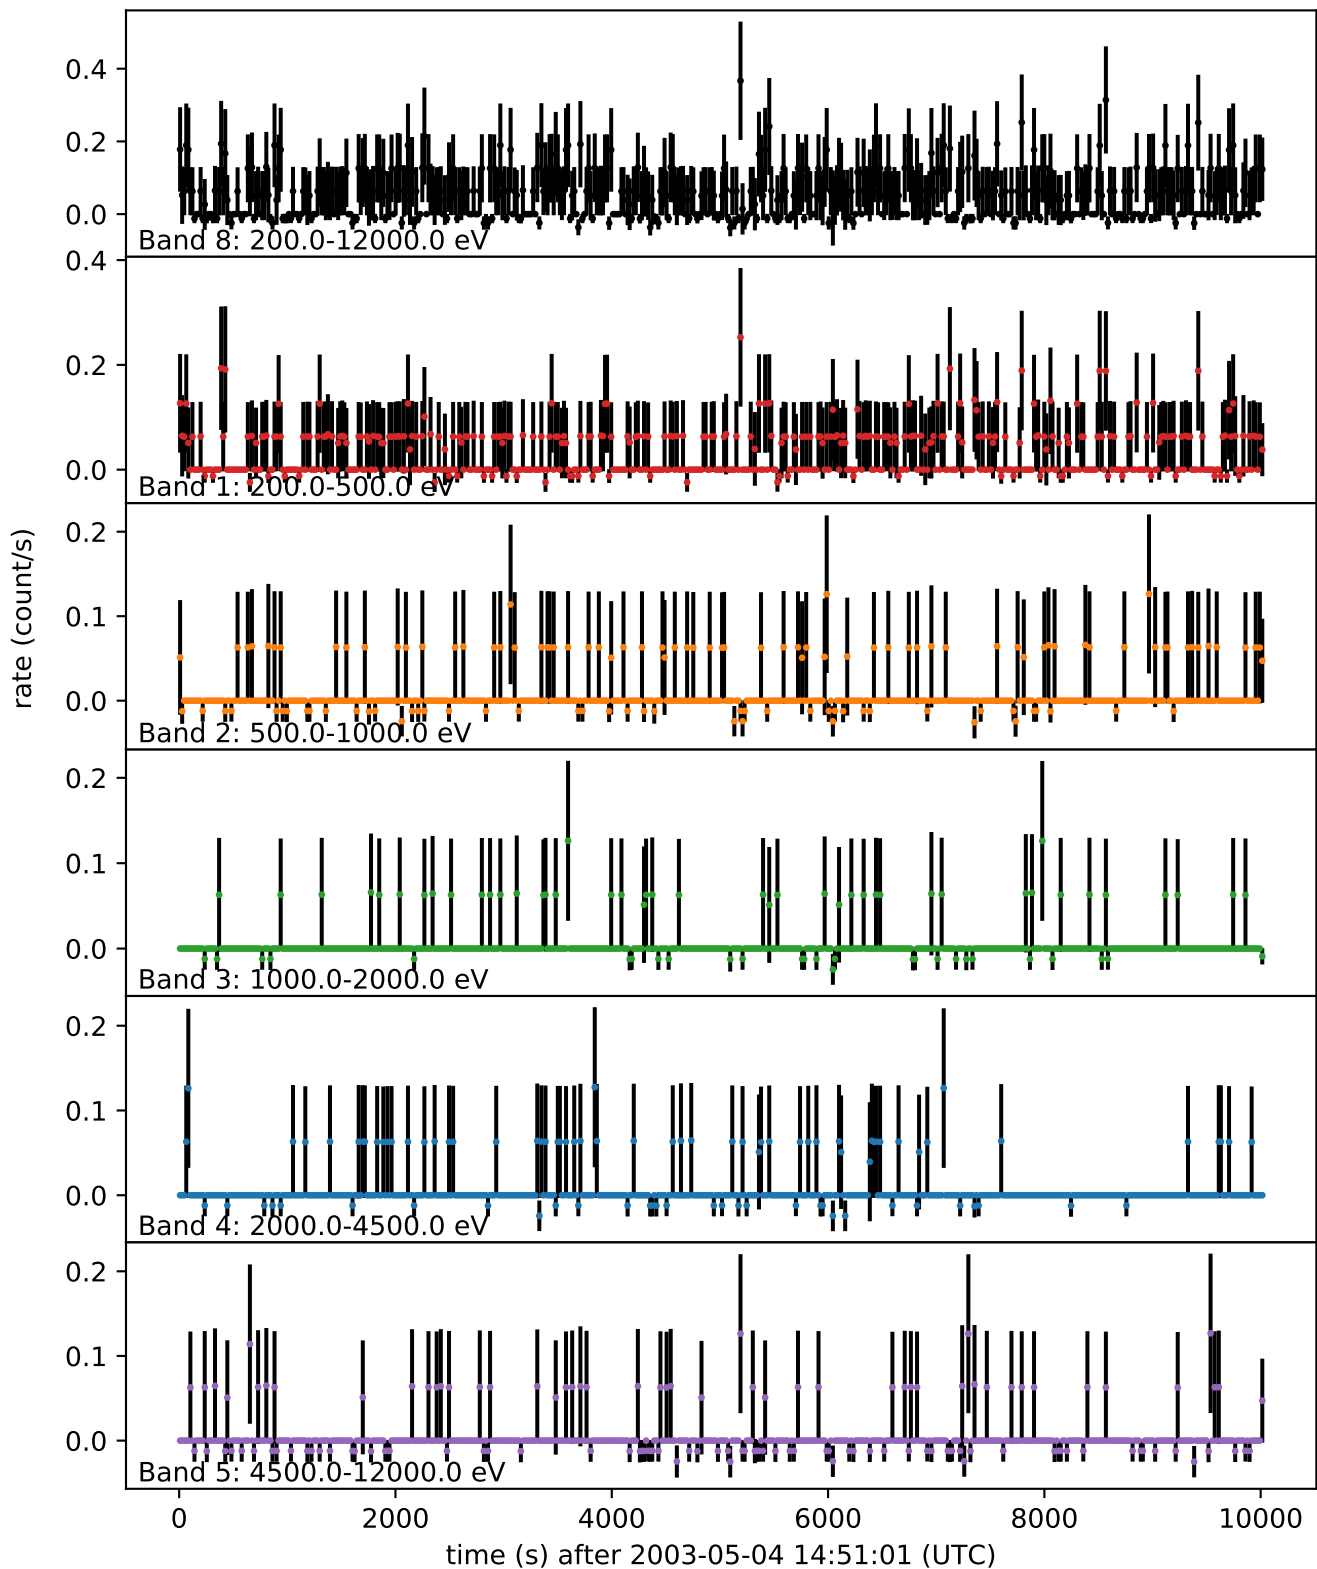 0.4
0.2
0.0
Band 8: 200.0-12000.0 eV
0.4
0.2
0.0
Band 1: 200.0-500.0 eV
rate (count/s)
0.2
0.1
0.0
Band 2: 500.0-1000.0 eV
0.2
0.1
0.0
Band 3: 1000.0-2000.0 eV
0.2
0.1
0.0
Band 4: 2000.0-4500.0 eV
0.2
0.1
0.0
Band 5: 4500.0-12000.0 eV
0 2000 4000 6000 8000 10000
time (s) after 2003-05-04 14:51:01 (UTC)